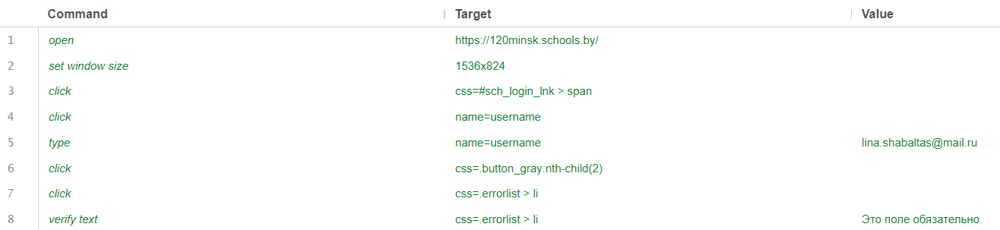 Command Target Value
1 open https://120minsk.schools.by/
2 set window size 1536x824
3 click css=#sch_login_lnk > span
4 click name=username
5 type name=username lina.shabaltas@mail.ru
6 click css=.button_gray:nth-child(2)
7 click css=.errorlist > li
8 verify text css=.errorlist > li Это поле обязательно.